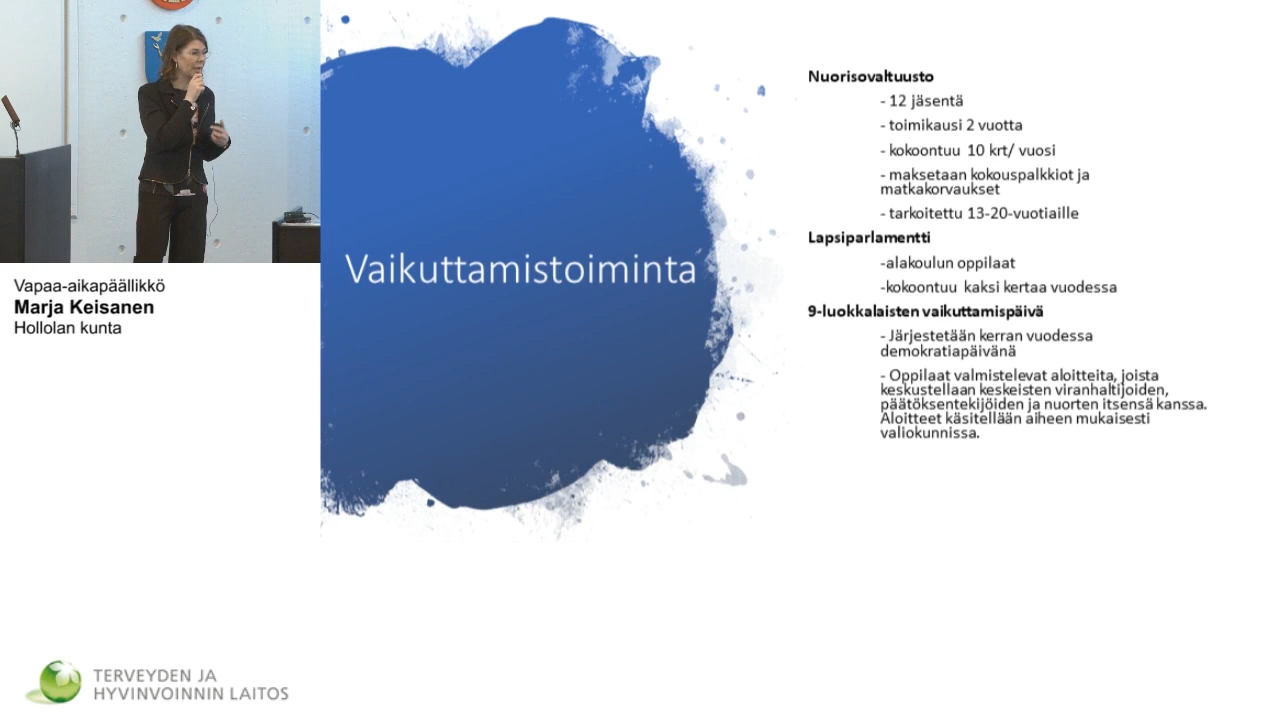 Vapaa-aikapäällikkö
Marja Keisanen
Hollolan kunta
Vaikuttamistoiminta
Nuorisovaltuusto
- 12 jäsentä
- toimikausi 2 vuotta
- kokoontuu 10 krt/ vuosi
- maksetaan kokouspalkkiot ja
matkakorvaukset
- tarkoitettu 13-20-vuotiaille
Lapsiparlamentti
-alakoulun oppilaat
-kokoontuu kaksi kertaa vuodessa
9-luokkalaisten vaikuttamispäivä
- Järjestetään kerran vuodessa
demokratiapäivänä
- Oppilaat valmistelevat aloitteita, joista
keskustellaan keskeisten viranhaltijoiden,
päätöksentekijöiden ja nuorten itsensä kanssa.
Aloitteet käsitellään aiheen mukaisesti
valiokunnissa.
TERVEYDEN JA
HYVINVOINNIN LAITOS